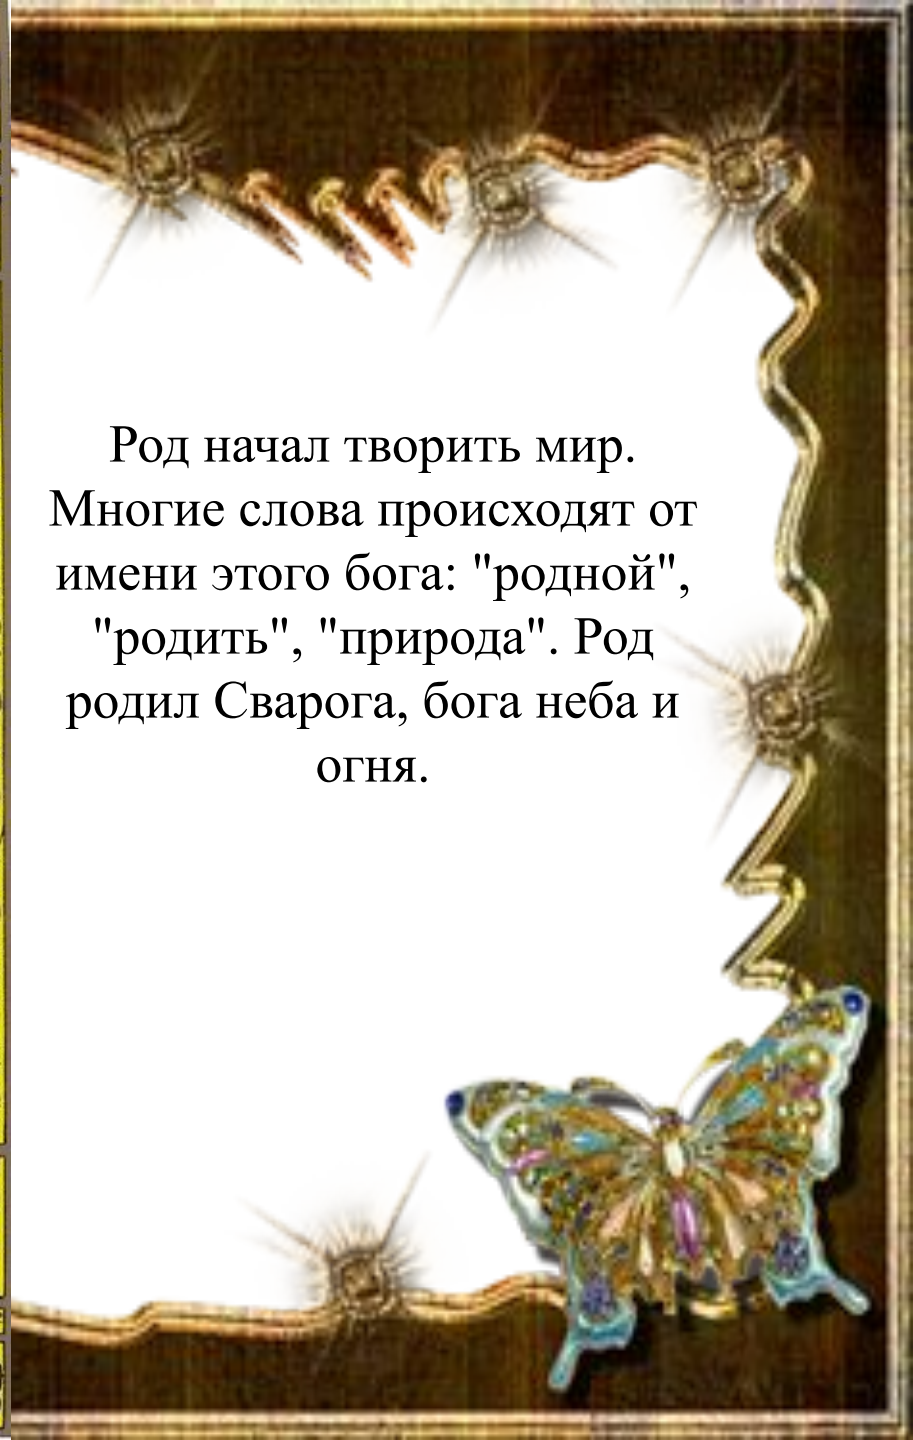 Род начал творить мир.
Многие слова происходят от
имени этого бога: "родной",
"родить", "природа". Род
родил Сварога, бога неба и
огня.